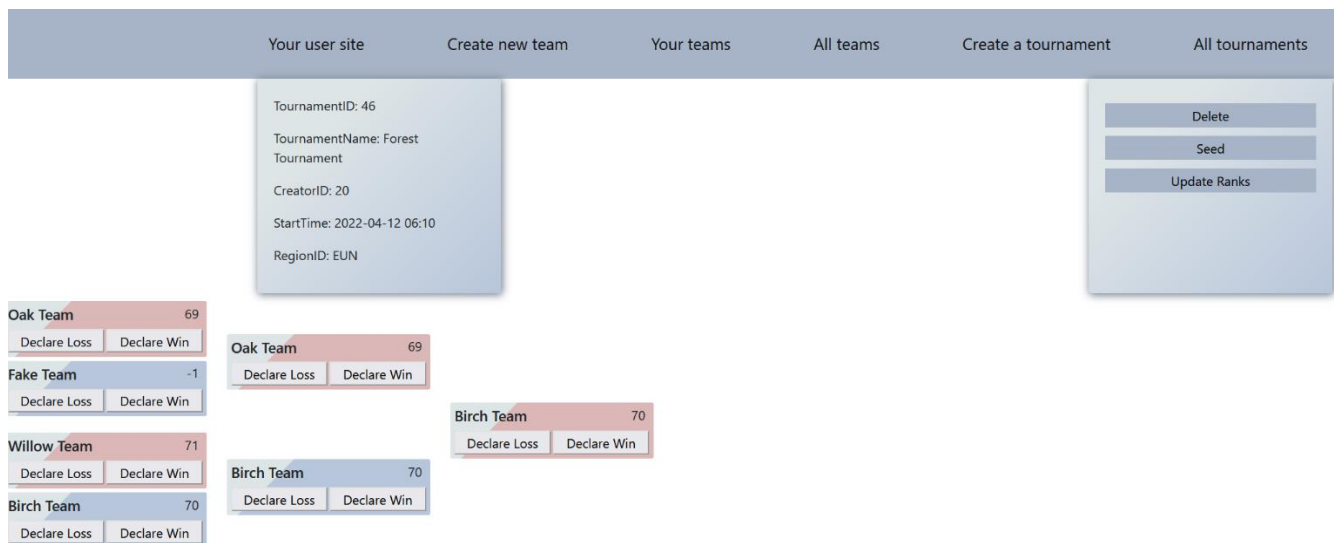 Your user site Create new team Your teams All teams Create a tournament All tournaments
TournamentID: 46
TournamentName: Forest
Tournament
CreatorID: 20
StartTime: 2022-04-12 06:10
RegionID: EUN
Delete
Seed
Update Ranks
Oak Team 69
Declare Loss Declare Win
Fake Team -1
Declare Loss Declare Win
Willow Team 71
Declare Loss Declare Win
Birch Team 70
Declare Loss Declare Win
Oak Team 69
Declare Loss Declare Win
Birch Team 70
Declare Loss Declare Win
Birch Team 70
Declare Loss Declare Win